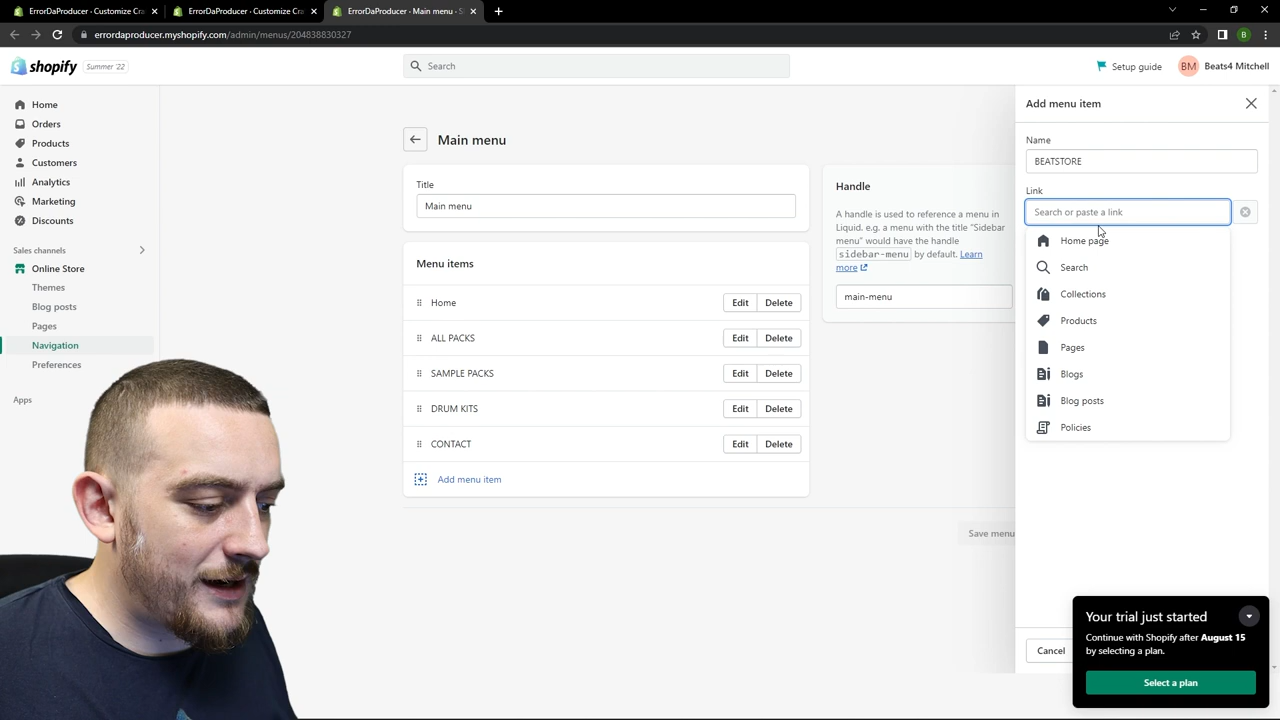 ErrorDaProducer - Customize Cra
ErrorDaProducer - Customize Cra
ErrorDaProducer - Main menu - S
errordaproducer.myshopify.com/admin/menus/204838830327
B
shopify
Summer '22
Search
Setup guide
BM
Beats4 Mitchell
Home
Orders
Products
Customers
Analytics
Marketing
Discounts
Sales channels
Online Store
Themes
Blog posts
Pages
Navigation
Preferences
Apps
Main menu
Title
Main menu
Menu items
Home Edit Delete
ALL PACKS Edit Delete
SAMPLE PACKS Edit Delete
DRUM KITS Edit Delete
CONTACT Edit Delete
Add menu item
Handle
A handle is used to reference a menu in
Liquid. e.g. a menu with the title "Sidebar
menu" would have the handle
sidebar-menu by default. Learn
more
main-menu
Save menu
Add menu item
Name
BEATSTORE
Link
Search or paste a link
Home page
Search
Collections
Products
Pages
Blogs
Blog posts
Policies
Cancel
Your trial just started
Continue with Shopify after August 15
by selecting a plan.
Select a plan